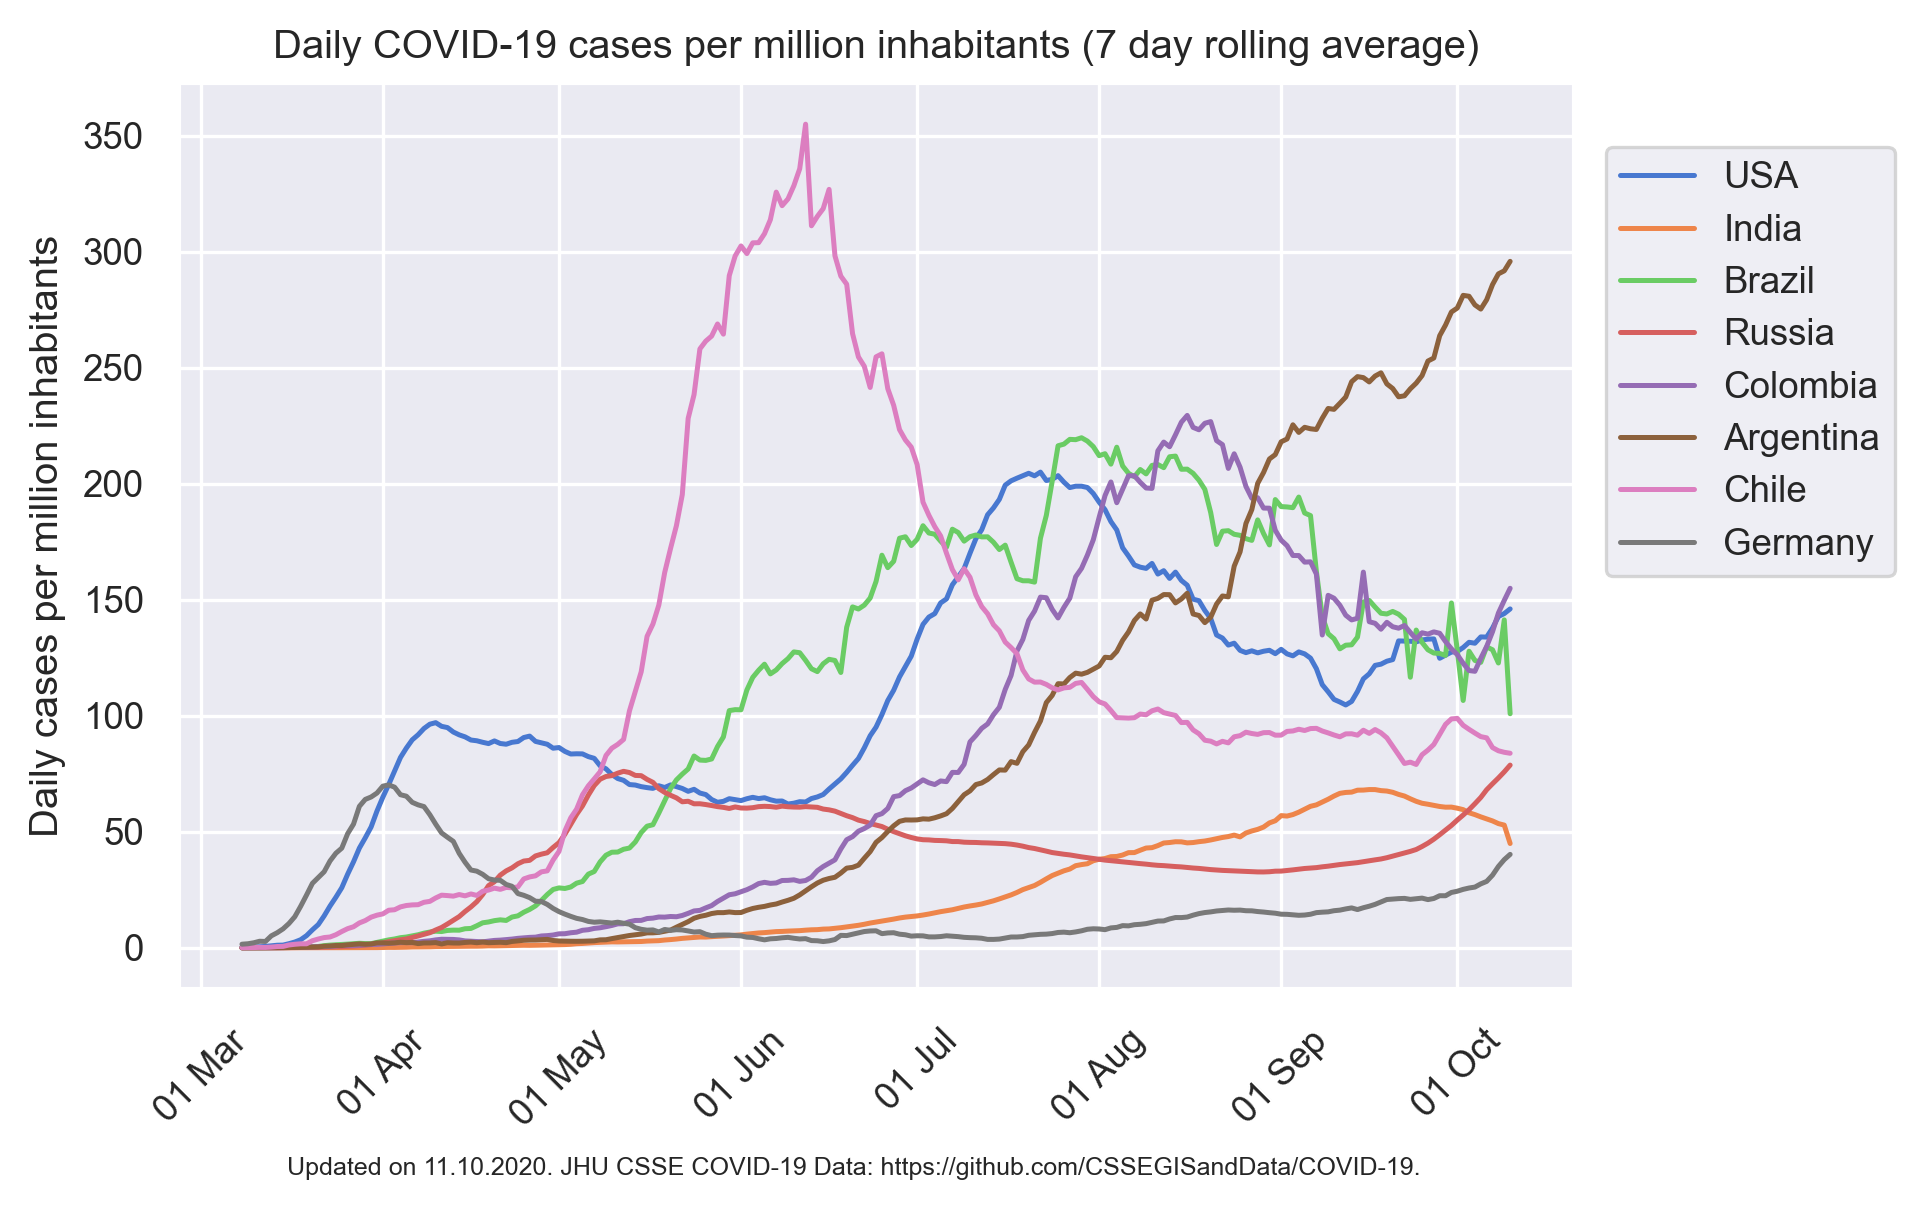 Daily COVID-19 cases per million inhabitants (7 day rolling average)
Daily cases per million inhabitants
350
300
250
200
150
100
50
0
01 Mar
01 Apr
01 May
01 Jun
01 Jul
01 Aug
01 Sep
01 Oct
USA
India
Brazil
Russia
Colombia
Argentina
Chile
Germany
Updated on 11.10.2020. JHU CSSE COVID-19 Data: https://github.com/CSSEGISandData/COVID-19.